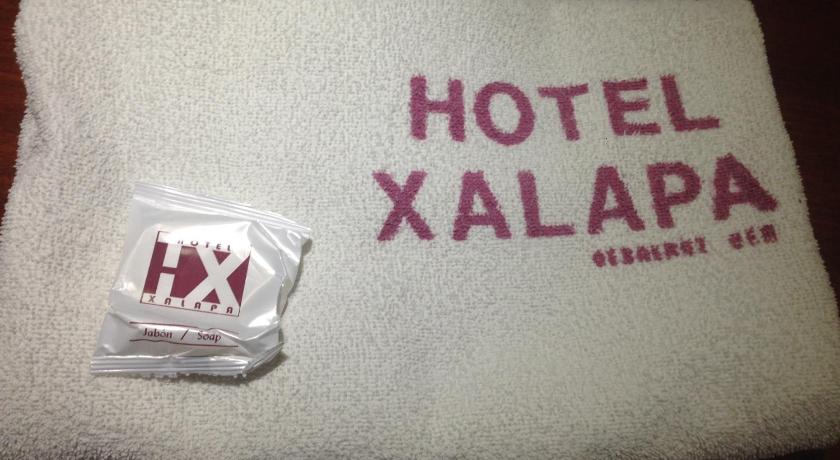 HOTEL
XALAPA
HOTEL
HX
XALAPA
Jabón / Soap